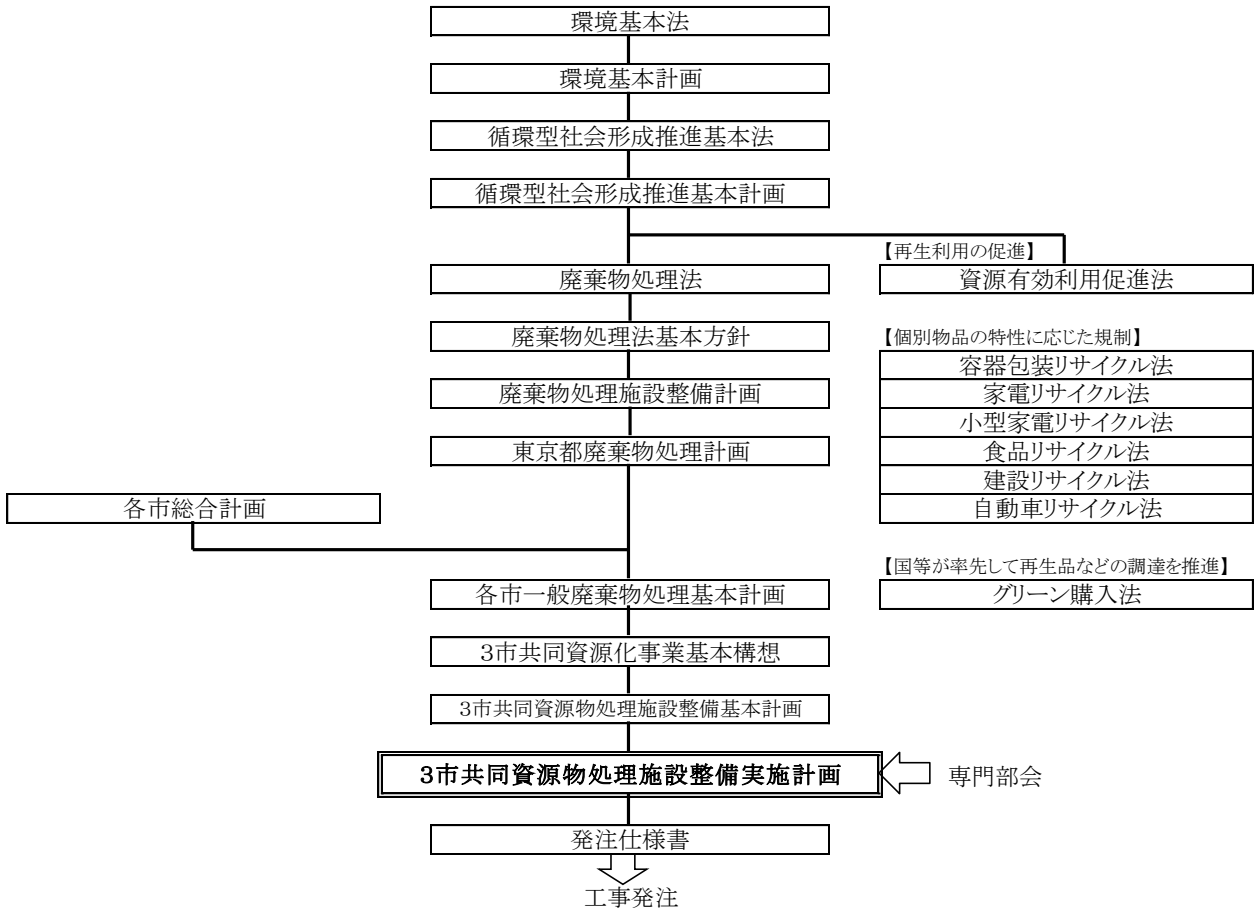 環境基本法
環境基本計画
循環型社会形成推進基本法
循環型社会形成推進基本計画
【再生利用の促進】
廃棄物処理法
資源有効利用促進法
廃棄物処理法基本方針
【個別物品の特性に応じた規制】
容器包装リサイクル法
廃棄物処理施設整備計画
家電リサイクル法
小型家電リサイクル法
東京都廃棄物処理計画
食品リサイクル法
建設リサイクル法
各市総合計画
自動車リサイクル法
【国等が率先して再生品などの調達を推進】
各市一般廃棄物処理基本計画
グリーン購入法
3市共同資源化事業基本構想
3市共同資源物処理施設整備基本計画
3市共同資源物処理施設整備実施計画
専門部会
発注仕様書
工事発注